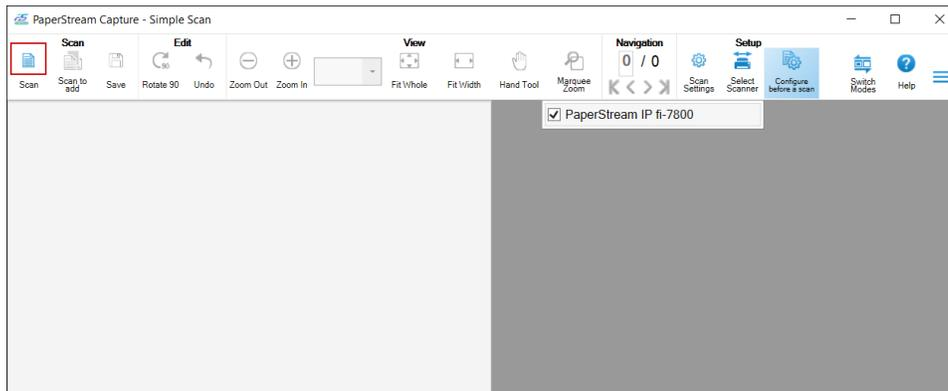 PaperStream Capture - Simple Scan
Scan Edit View Navigation Setup
90 0 / 0
Scan Scan to add Save Rotate 90 Undo Zoom Out Zoom In Fit Whole Fit Width Hand Tool Marquee Zoom Scan Settings Select Scanner Configure before a scan Switch Modes Help
PaperStream IP fi-7800